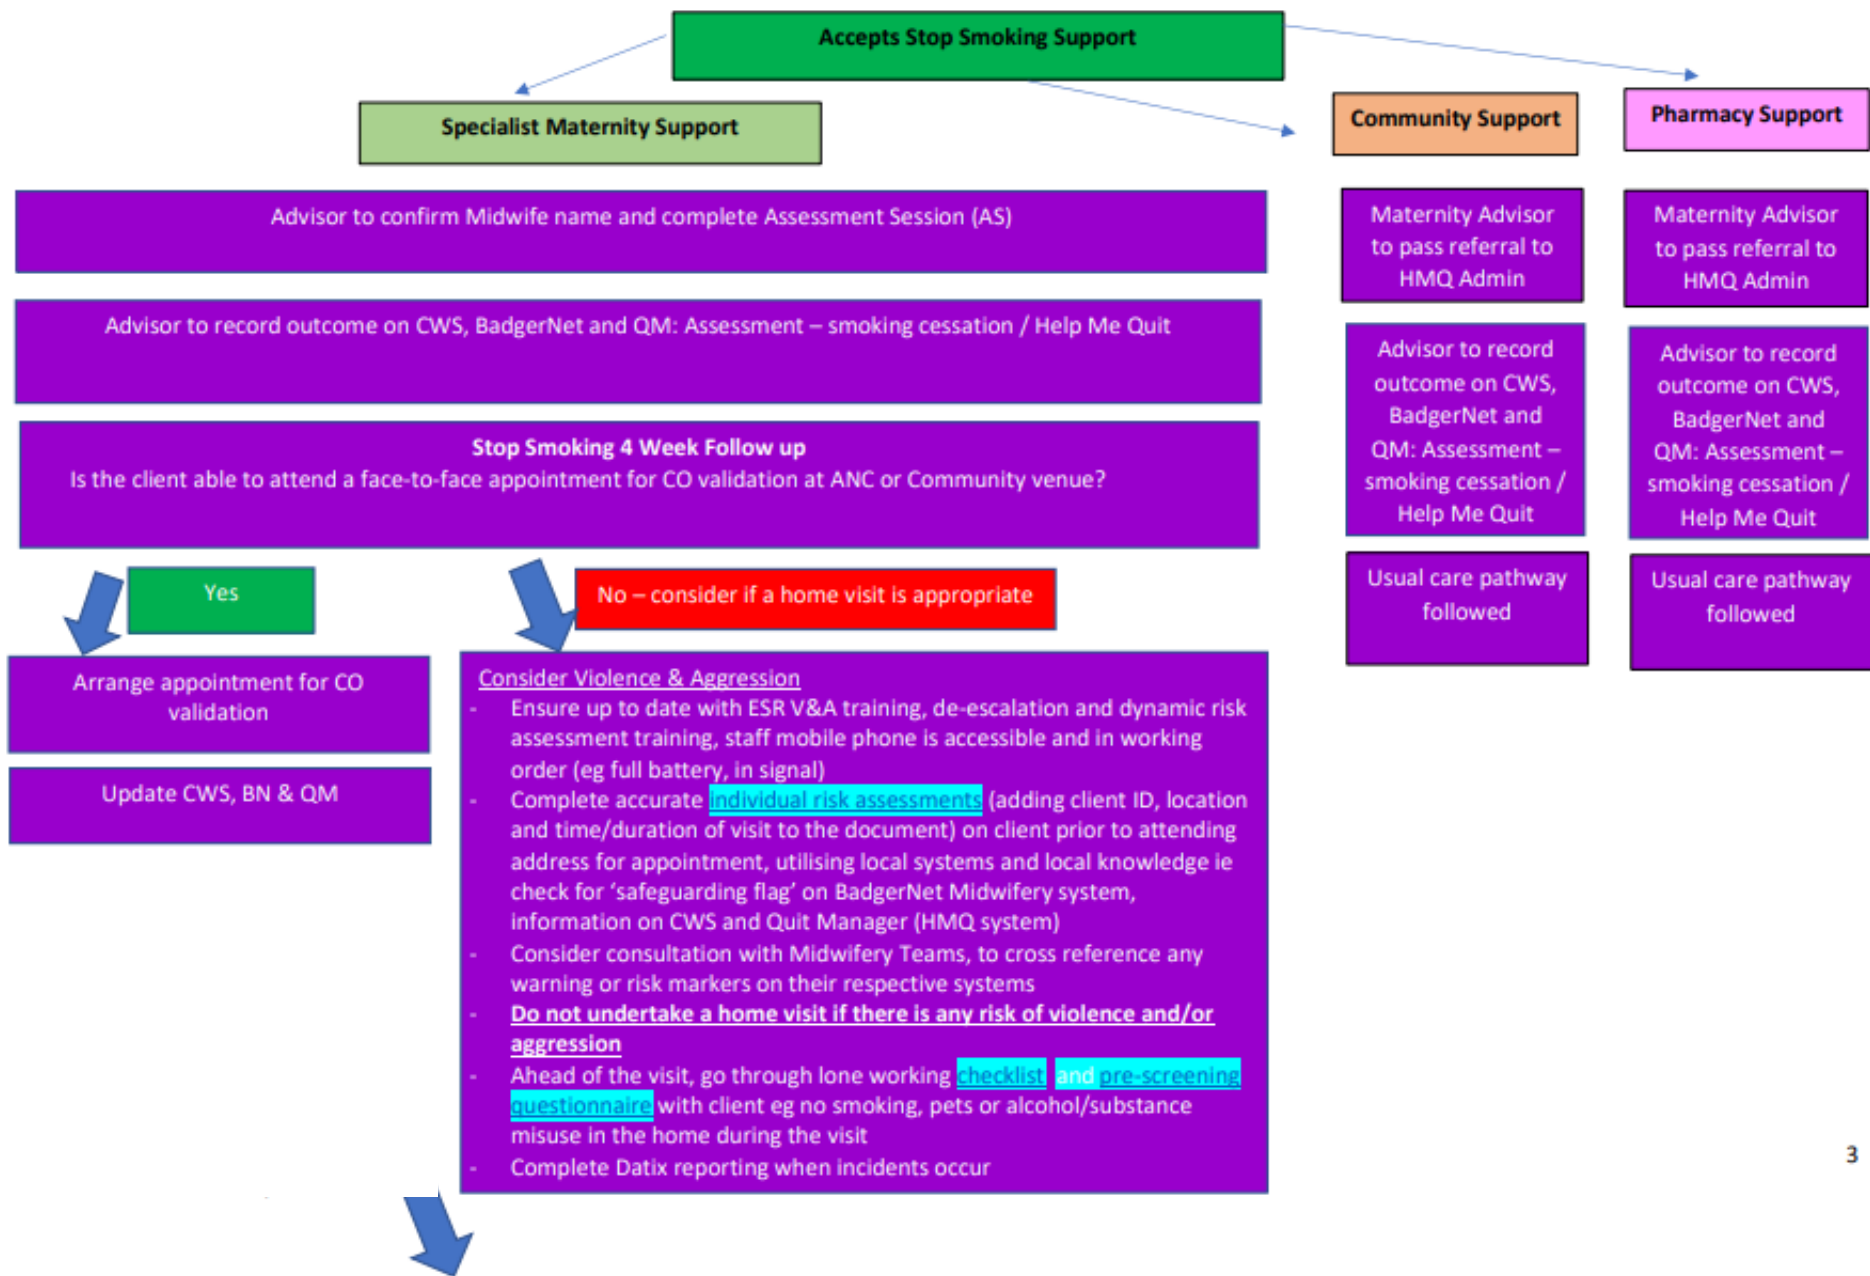 Accepts Stop Smoking Support
Specialist Maternity Support
Community Support
Pharmacy Support
Advisor to confirm Midwife name and complete Assessment Session (AS)
Advisor to record outcome on CWS, BadgerNet and QM: Assessment – smoking cessation / Help Me Quit
Stop Smoking 4 Week Follow up
Is the client able to attend a face-to-face appointment for CO validation at ANC or Community venue?
Yes
No – consider if a home visit is appropriate
Arrange appointment for CO
validation
Update CWS, BN & QM
Consider Violence & Aggression
- Ensure up to date with ESR V&A training, de-escalation and dynamic risk
assessment training, staff mobile phone is accessible and in working
order (eg full battery, in signal)
- Complete accurate individual risk assessments (adding client ID, location
and time/duration of visit to the document) on client prior to attending
address for appointment, utilising local systems and local knowledge ie
check for ‘safeguarding flag’ on BadgerNet Midwifery system,
information on CWS and Quit Manager (HMQ system)
- Consider consultation with Midwifery Teams, to cross reference any
warning or risk markers on their respective systems
- Do not undertake a home visit if there is any risk of violence and/or
aggression
- Ahead of the visit, go through lone working checklist and pre-screening
questionnaire with client eg no smoking, pets or alcohol/substance
misuse in the home during the visit
- Complete Datix reporting when incidents occur
Maternity Advisor
to pass referral to
HMQ Admin
Advisor to record
outcome on CWS,
BadgerNet and
QM: Assessment –
smoking cessation /
Help Me Quit
Usual care pathway
followed
Maternity Advisor
to pass referral to
HMQ Admin
Advisor to record
outcome on CWS,
BadgerNet and
QM: Assessment –
smoking cessation /
Help Me Quit
Usual care pathway
followed
3